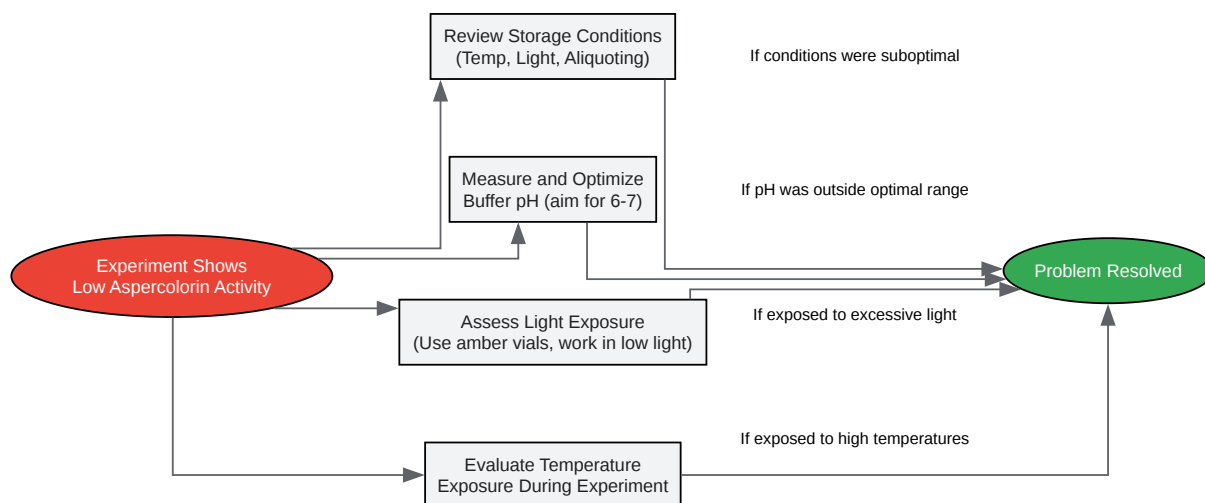 Review Storage Conditions
(Temp, Light, Aliquoting)
If conditions were suboptimal
Measure and Optimize
Buffer pH (aim for 6-7)
If pH was outside optimal range
Experiment Shows
Low Aspercolorin Activity
Problem Resolved
Assess Light Exposure
(Use amber vials, work in low light)
If exposed to excessive light
Evaluate Temperature
Exposure During Experiment
If exposed to high temperatures